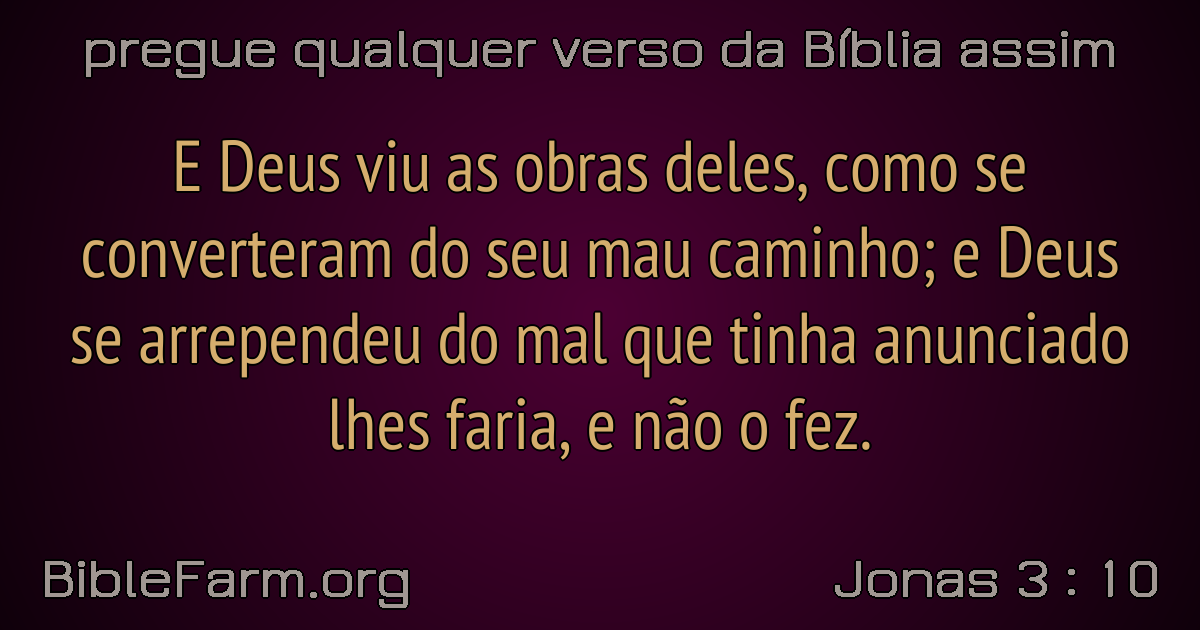 pregue qualquer verso da Bíblia assim
E Deus viu as obras deles, como se
converteram do seu mau caminho; e Deus
se arrependeu do mal que tinha anunciado
lhes faria, e não o fez.
BibleFarm.org
Jonas 3 : 10